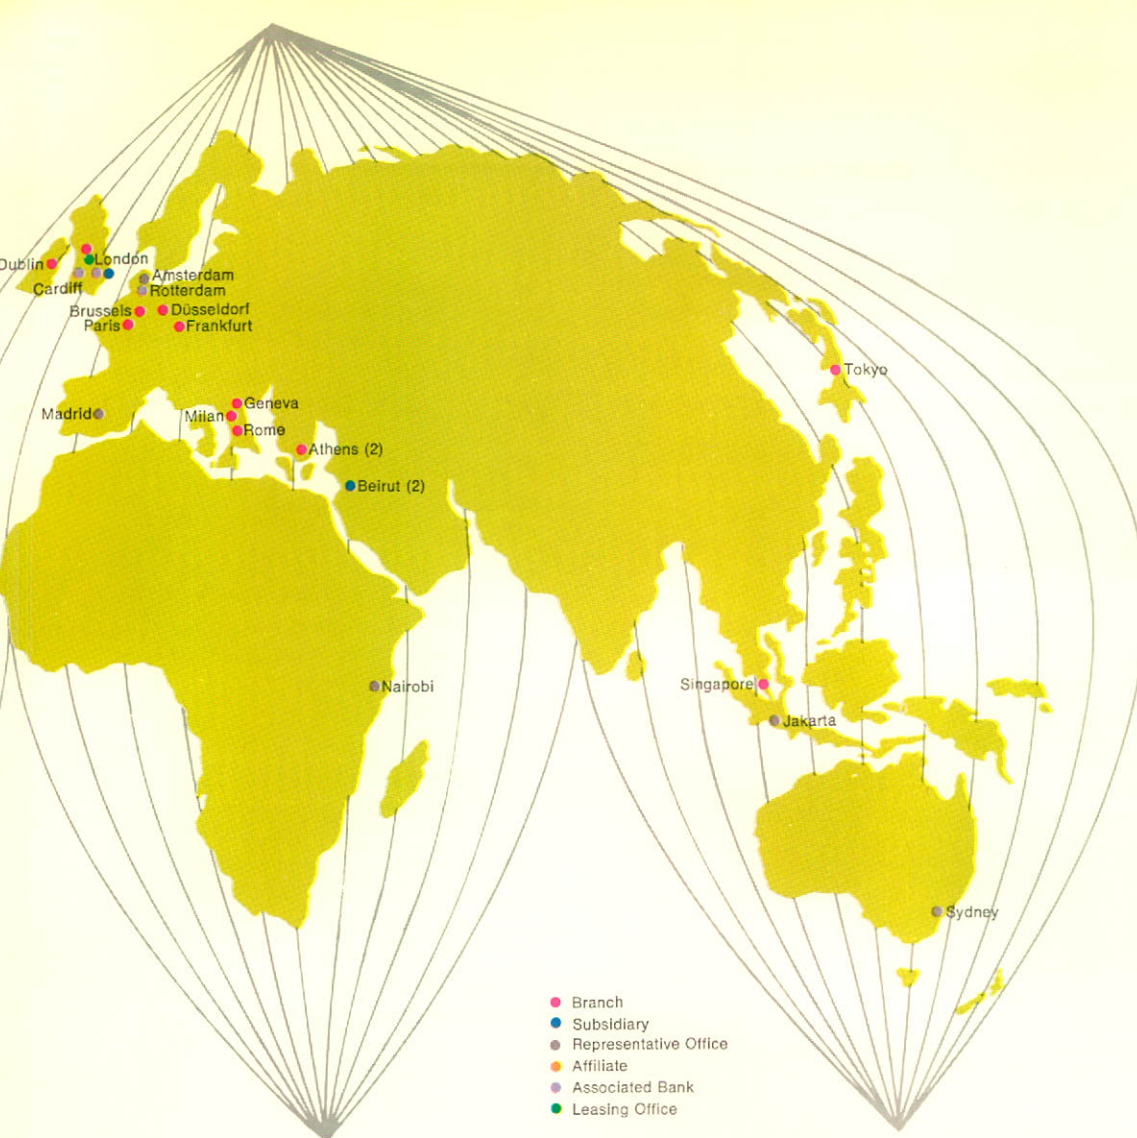 Dublin
London
Cardiff
Amsterdam
Rotterdam
Brussels
Düsseldorf
Paris
Frankfurt
Tokyo
Madrid
Geneva
Milan
Rome
Athens (2)
Beirut (2)
Singapore
Nairobi
Jakarta
Sydney
Branch
Subsidiary
Representative Office
Affiliate
Associated Bank
Leasing Office